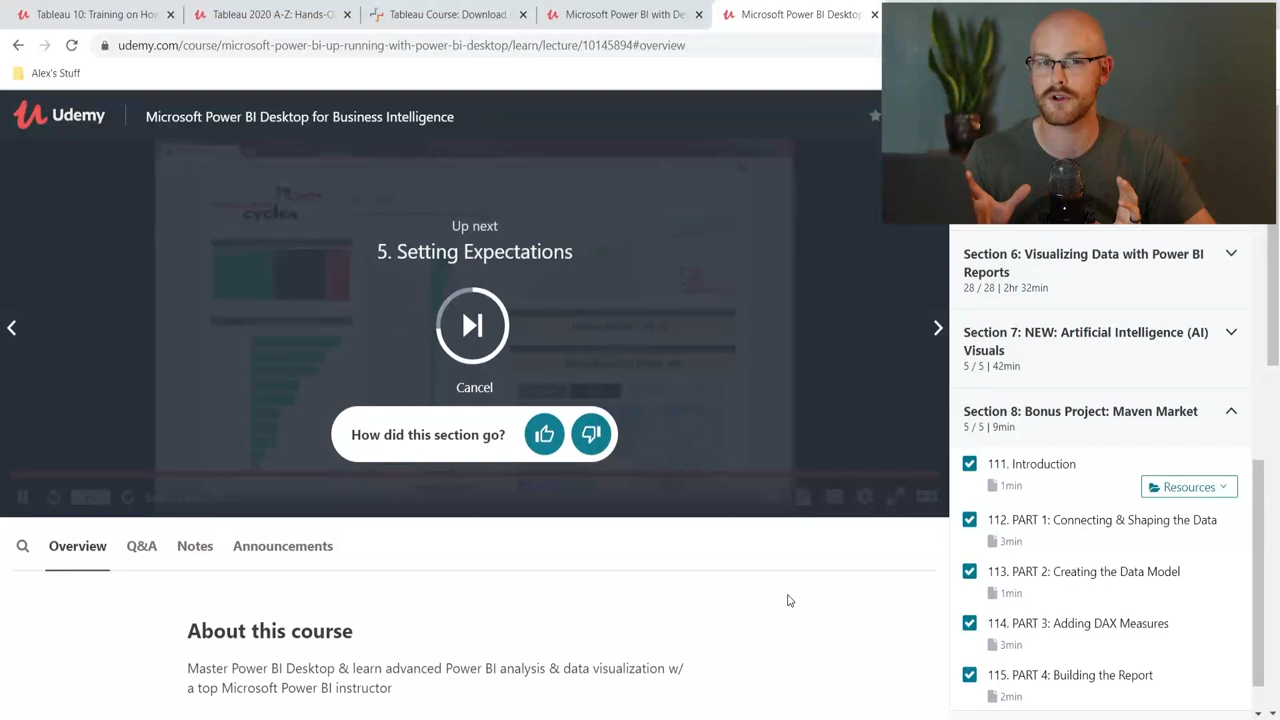 Tableau 10: Training on How
Tableau 2020 A-Z: Hands-O
Tableau Course: Download,
Microsoft Power BI with De
Microsoft Power BI Desktop
udemy.com/course/microsoft-power-bi-up-running-with-power-bi-desktop/learn/lecture/10145894#overview
Alex's Stuff
Udemy
Microsoft Power BI Desktop for Business Intelligence
Up next
5. Setting Expectations
Cancel
How did this section go?
Section 6: Visualizing Data with Power BI
Reports
28 / 28 | 2hr 32min
Section 7: NEW: Artificial Intelligence (AI)
Visuals
5 / 5 | 42min
Section 8: Bonus Project: Maven Market
5 / 5 | 9min
111. Introduction
1min
Resources
112. PART 1: Connecting & Shaping the Data
3min
113. PART 2: Creating the Data Model
1min
114. PART 3: Adding DAX Measures
3min
115. PART 4: Building the Report
2min
Overview
Q&A
Notes
Announcements
About this course
Master Power BI Desktop & learn advanced Power BI analysis & data visualization w/
a top Microsoft Power BI instructor